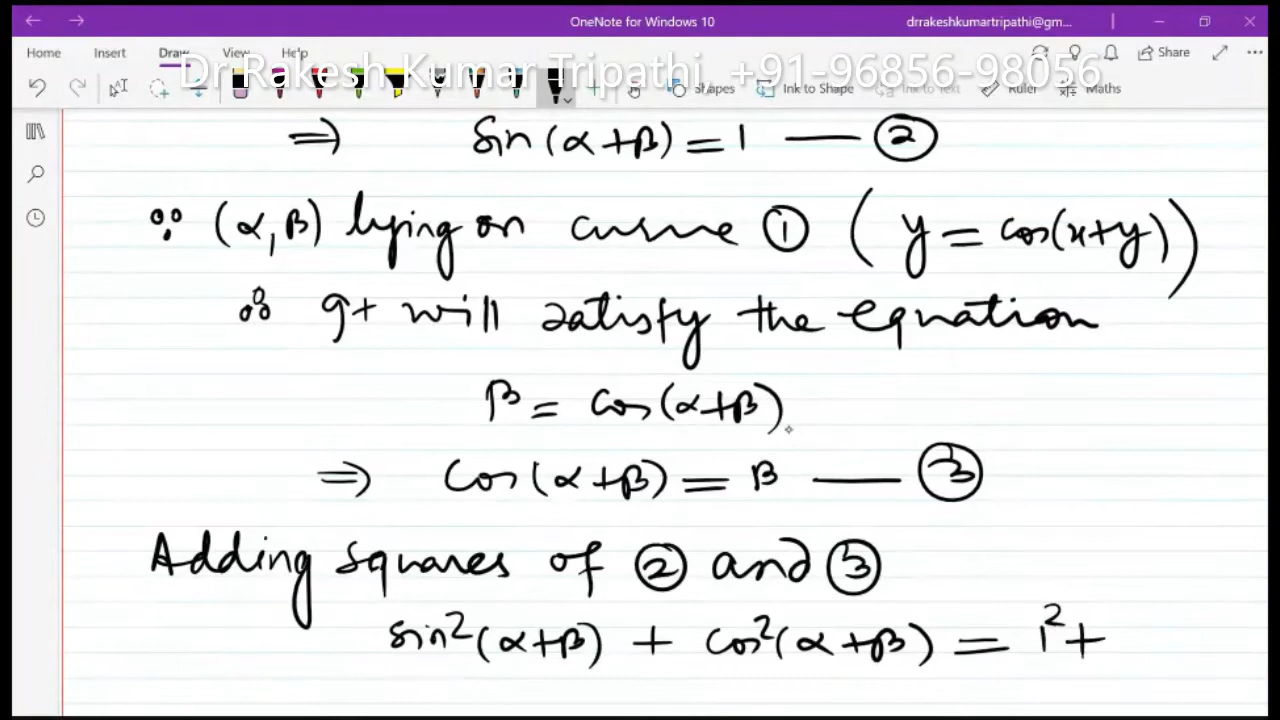 OneNote for Windows 10
drrakeshkumartripathi@gm...
Home Insert Draw View Help
Share
Dr Rakesh Kumar Tripathi +91-96856-98056
Shapes Ink to Shape Ink to Text Ruler Maths
⇒ Sin(α+β) = 1 — ②
∵ (α,β) lying on curve ① (y = cos(x+y))
∴ It will satisfy the equation
β = cos(α+β)
⇒ Cos(α+β) = β — ③
Adding squares of ② and ③
Sin²(α+β) + cos²(α+β) = 1² +